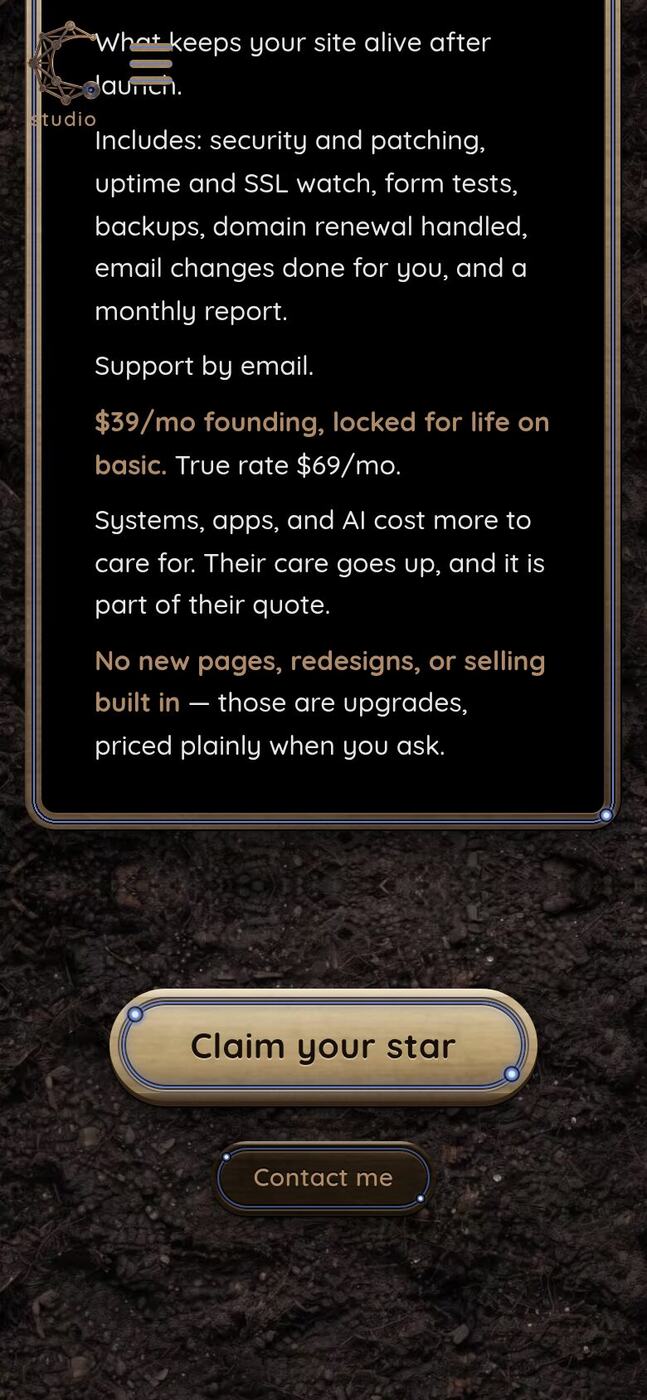 What keeps your site alive after
launch.
studio
Includes: security and patching,
uptime and SSL watch, form tests,
backups, domain renewal handled,
email changes done for you, and a
monthly report.
Support by email.
$39/mo founding, locked for life on
basic. True rate $69/mo.
Systems, apps, and AI cost more to
care for. Their care goes up, and it is
part of their quote.
No new pages, redesigns, or selling
built in — those are upgrades,
priced plainly when you ask.
Claim your star
Contact me